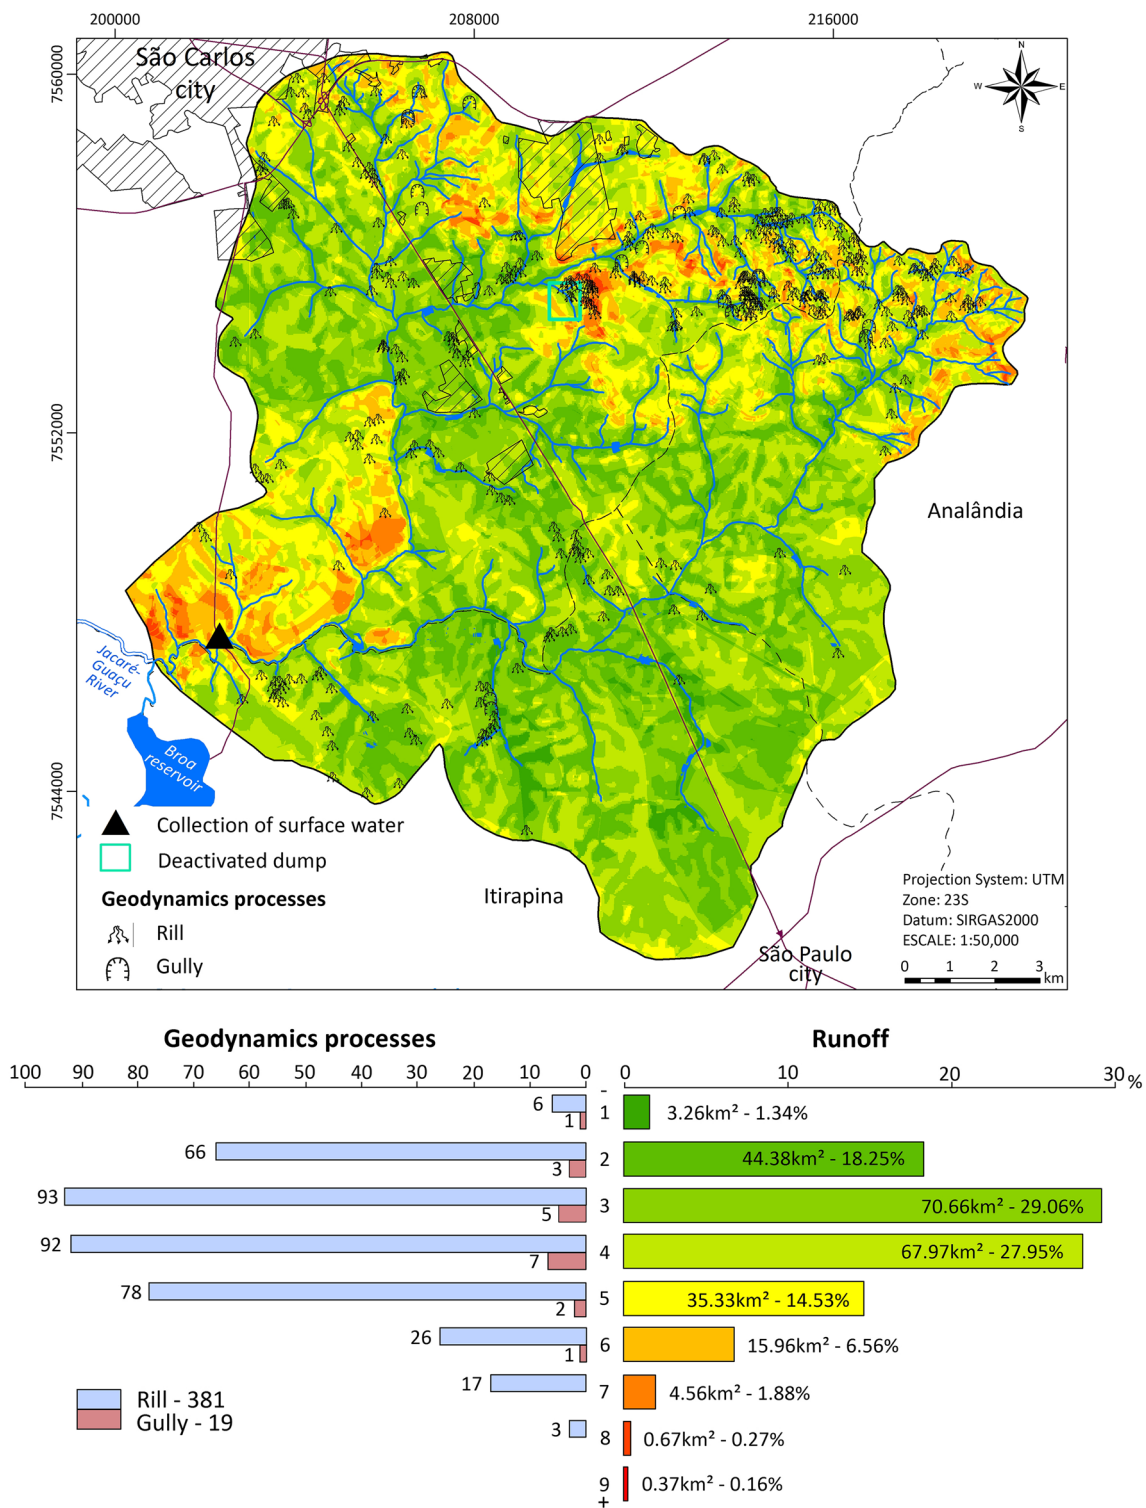 200000 208000 216000
7560000
7552000
7544000
São Carlos
city
N
W E
S
Analândia
Jacaré-
Guaçu
River
Broa
reservoir
Collection of surface water
Deactivated dump
Geodynamics processes
Rill
Gully
Itirapina
São Paulo
city
Projection System: UTM
Zone: 23S
Datum: SIRGAS2000
ESCALE: 1:50,000
0 1 2 3
km
Geodynamics processes Runoff
100 90 80 70 60 50 40 30 20 10 0 0 10 20 30 %
-
6 1 3.26km² - 1.34%
1
66 2 44.38km² - 18.25%
3
93 3 70.66km² - 29.06%
5
92 4 67.97km² - 27.95%
7
78 5 35.33km² - 14.53%
2
26 6 15.96km² - 6.56%
1
17 7 4.56km² - 1.88%
3 8 0.67km² - 0.27%
9 0.37km² - 0.16%
+
Rill - 381
Gully - 19